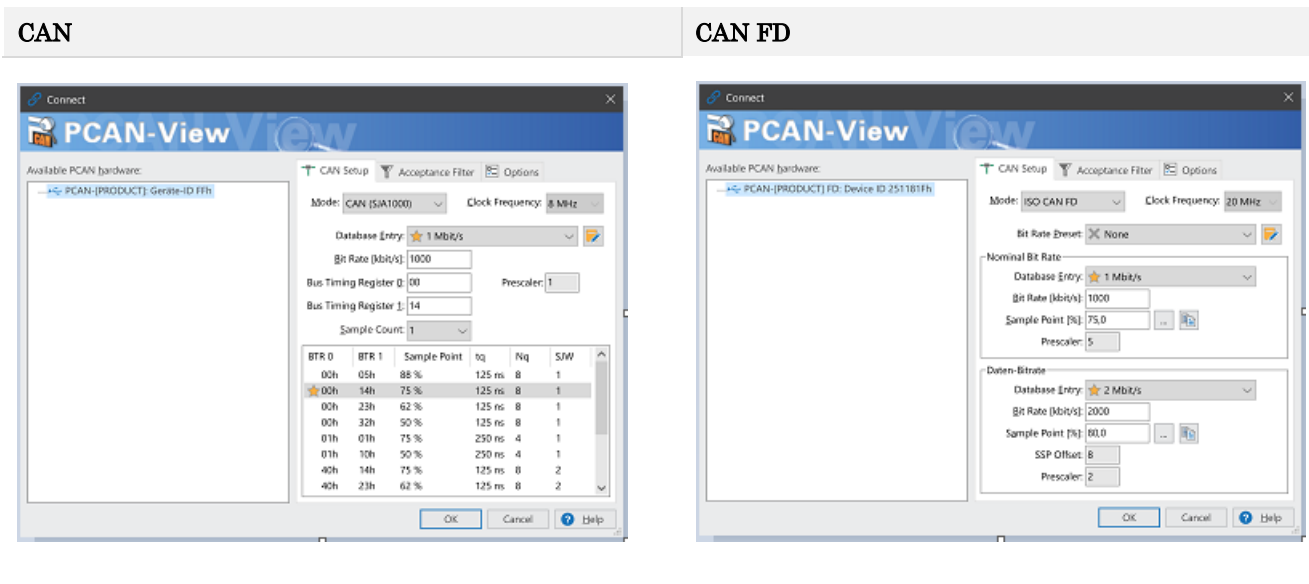 CAN
CAN FD
Connect
PCAN-View
Available PCAN hardware:
PCAN-[PRODUCT]: Geräte-ID FFh
CAN Setup Acceptance Filter Options
Mode: CAN (SJA1000) Clock Frequency: 8 MHz
Database Entry: 1 Mbit/s
Bit Rate [kbit/s]: 1000
Bus Timing Register 0: 00 Prescaler: 1
Bus Timing Register 1: 14
Sample Count: 1
BTR 0 BTR 1 Sample Point tq Nq SJW
00h 05h 88 % 125 ns 8 1
00h 14h 75 % 125 ns 8 1
00h 23h 62 % 125 ns 8 1
00h 32h 50 % 125 ns 8 1
01h 01h 75 % 250 ns 4 1
01h 10h 50 % 250 ns 4 1
40h 14h 75 % 125 ns 8 2
40h 23h 62 % 125 ns 8 2
OK Cancel Help
Connect
PCAN-View
Available PCAN hardware:
PCAN-[PRODUCT] FD: Device ID 251181Fh
CAN Setup Acceptance Filter Options
Mode: ISO CAN FD Clock Frequency: 20 MHz
Bit Rate Preset: None
Nominal Bit Rate
Database Entry: 1 Mbit/s
Bit Rate [kbit/s]: 1000
Sample Point [%]: 75,0 ...
Prescaler: 5
Daten-Bitrate
Database Entry: 2 Mbit/s
Bit Rate [kbit/s]: 2000
Sample Point [%]: 80,0 ...
SSP Offset: 8
Prescaler: 2
OK Cancel Help